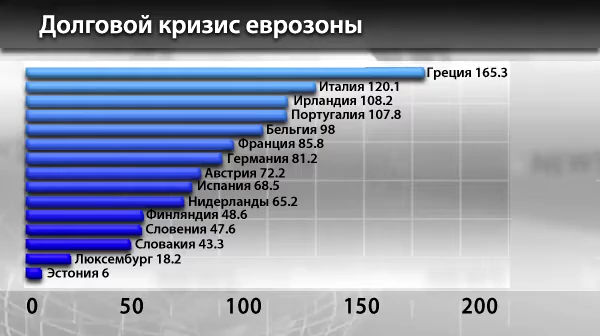 Долговой кризис еврозоны
Греция 165.3
Италия 120.1
Ирландия 108.2
Португалия 107.8
Бельгия 98
Франция 85.8
Германия 81.2
Австрия 72.2
Испания 68.5
Нидерланды 65.2
Финляндия 48.6
Словения 47.6
Словакия 43.3
Люксембург 18.2
Эстония 6
0 50 100 150 200